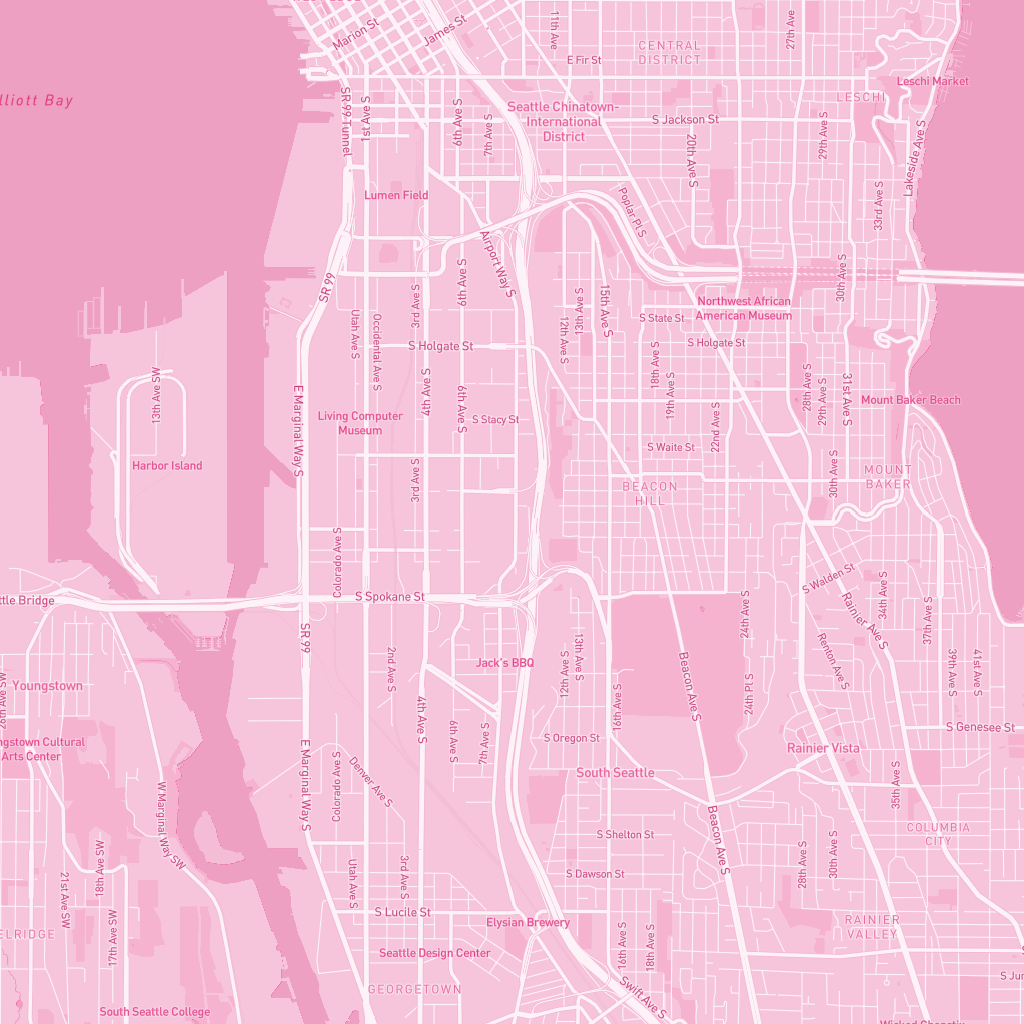 Marion St
James St
11th Ave
CENTRAL
DISTRICT
27th Ave S
E Fir St
Leschi Market
LESCHI
lliott Bay
SR 99 Tunnel
1st Ave S
6th Ave S
7th Ave S
Seattle Chinatown-
International
District
S Jackson St
20th Ave S
29th Ave S
Lakeside Ave S
Lumen Field
Poplar Pl S
33rd Ave S
Airport Way S
SR 99
6th Ave S
3rd Ave S
15th Ave S
13th Ave S
12th Ave S
30th Ave S
Northwest African
American Museum
S State St
Utah Ave S
Occidental Ave S
S Holgate St
S Holgate St
18th Ave S
19th Ave S
28th Ave S
29th Ave S
31st Ave S
13th Ave SW
E Marginal Way S
4th Ave S
6th Ave S
Mount Baker Beach
Living Computer
Museum
S Stacy St
22nd Ave S
S Waite St
Harbor Island
3rd Ave S
30th Ave S
MOUNT
BAKER
BEACON
HILL
Colorado Ave S
S Walden St
ttle Bridge
S Spokane St
24th Ave S
Rainier Ave S
34th Ave S
37th Ave S
SR 99
2nd Ave S
Jack's BBQ
12th Ave S
13th Ave S
Beacon Ave S
Renton Ave S
39th Ave S
41st Ave S
Youngstown
26th Ave SW
4th Ave S
6th Ave S
7th Ave S
16th Ave S
24th Pl S
S Genesee St
ngstown Cultural
Arts Center
E Marginal Way S
Colorado Ave S
Denver Ave S
S Oregon St
South Seattle
Rainier Vista
35th Ave S
W Marginal Way SW
Beacon Ave S
S Shelton St
COLUMBIA
CITY
18th Ave SW
21st Ave SW
Utah Ave S
3rd Ave S
S Dawson St
28th Ave S
30th Ave S
17th Ave SW
S Lucile St
Elysian Brewery
RAINIER
VALLEY
ELRIDGE
Seattle Design Center
16th Ave S
18th Ave S
S Jun
GEORGETOWN
Swift Ave S
South Seattle College